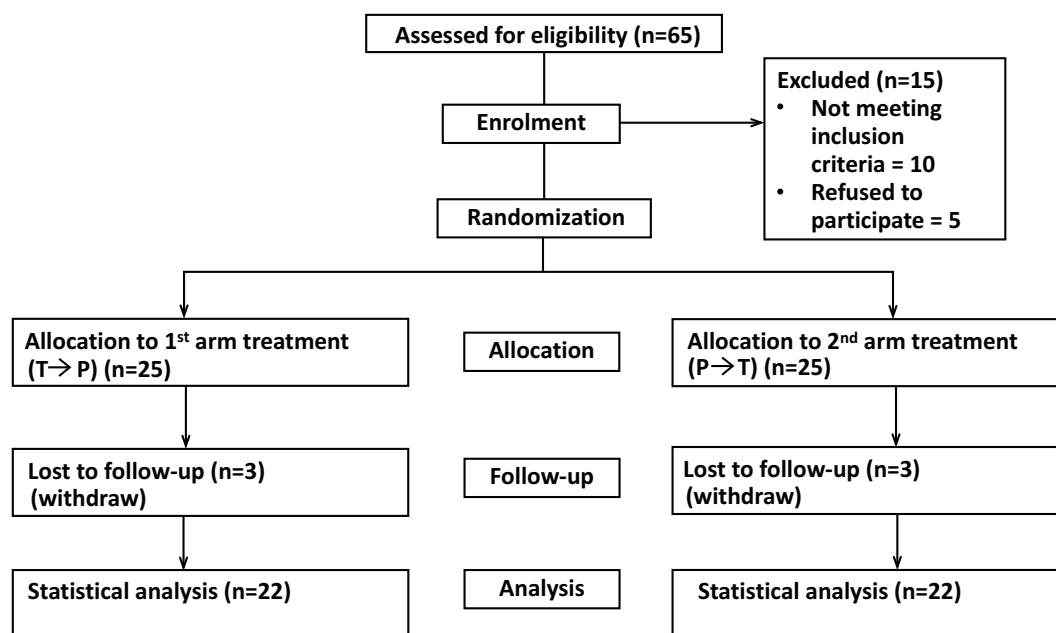 Assessed for eligibility (n=65)
Excluded (n=15)
• Not meeting
inclusion
criteria = 10
• Refused to
participate = 5
Enrolment
Randomization
Allocation to 1st arm treatment
(T→ P) (n=25)
Allocation
Allocation to 2nd arm treatment
(P→T) (n=25)
Lost to follow-up (n=3)
(withdraw)
Follow-up
Lost to follow-up (n=3)
(withdraw)
Statistical analysis (n=22)
Analysis
Statistical analysis (n=22)